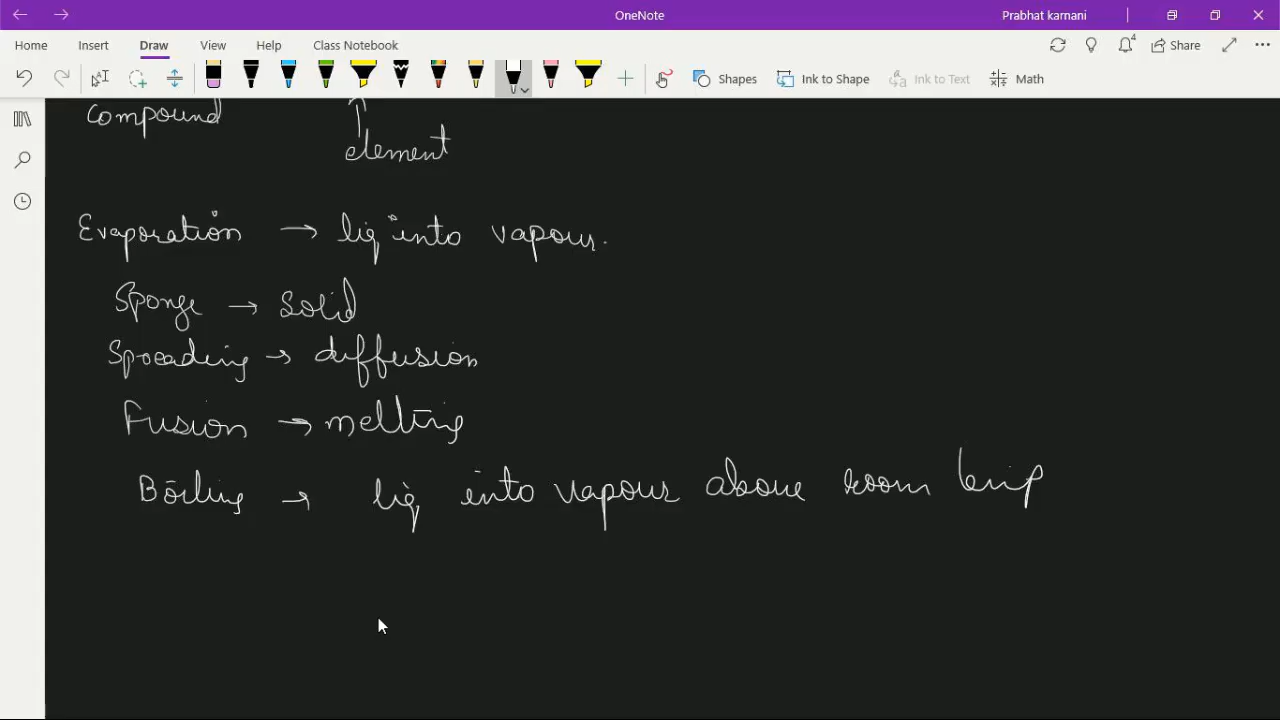 OneNote
Prabhat karnani
Home Insert Draw View Help Class Notebook
Share
Shapes Ink to Shape Ink to Text Math
Compound
element
Evaporation → liq into vapour.
Sponge → Solid
Spreading → diffusion
Fusion → melting
Boiling → liq into vapour above room temp